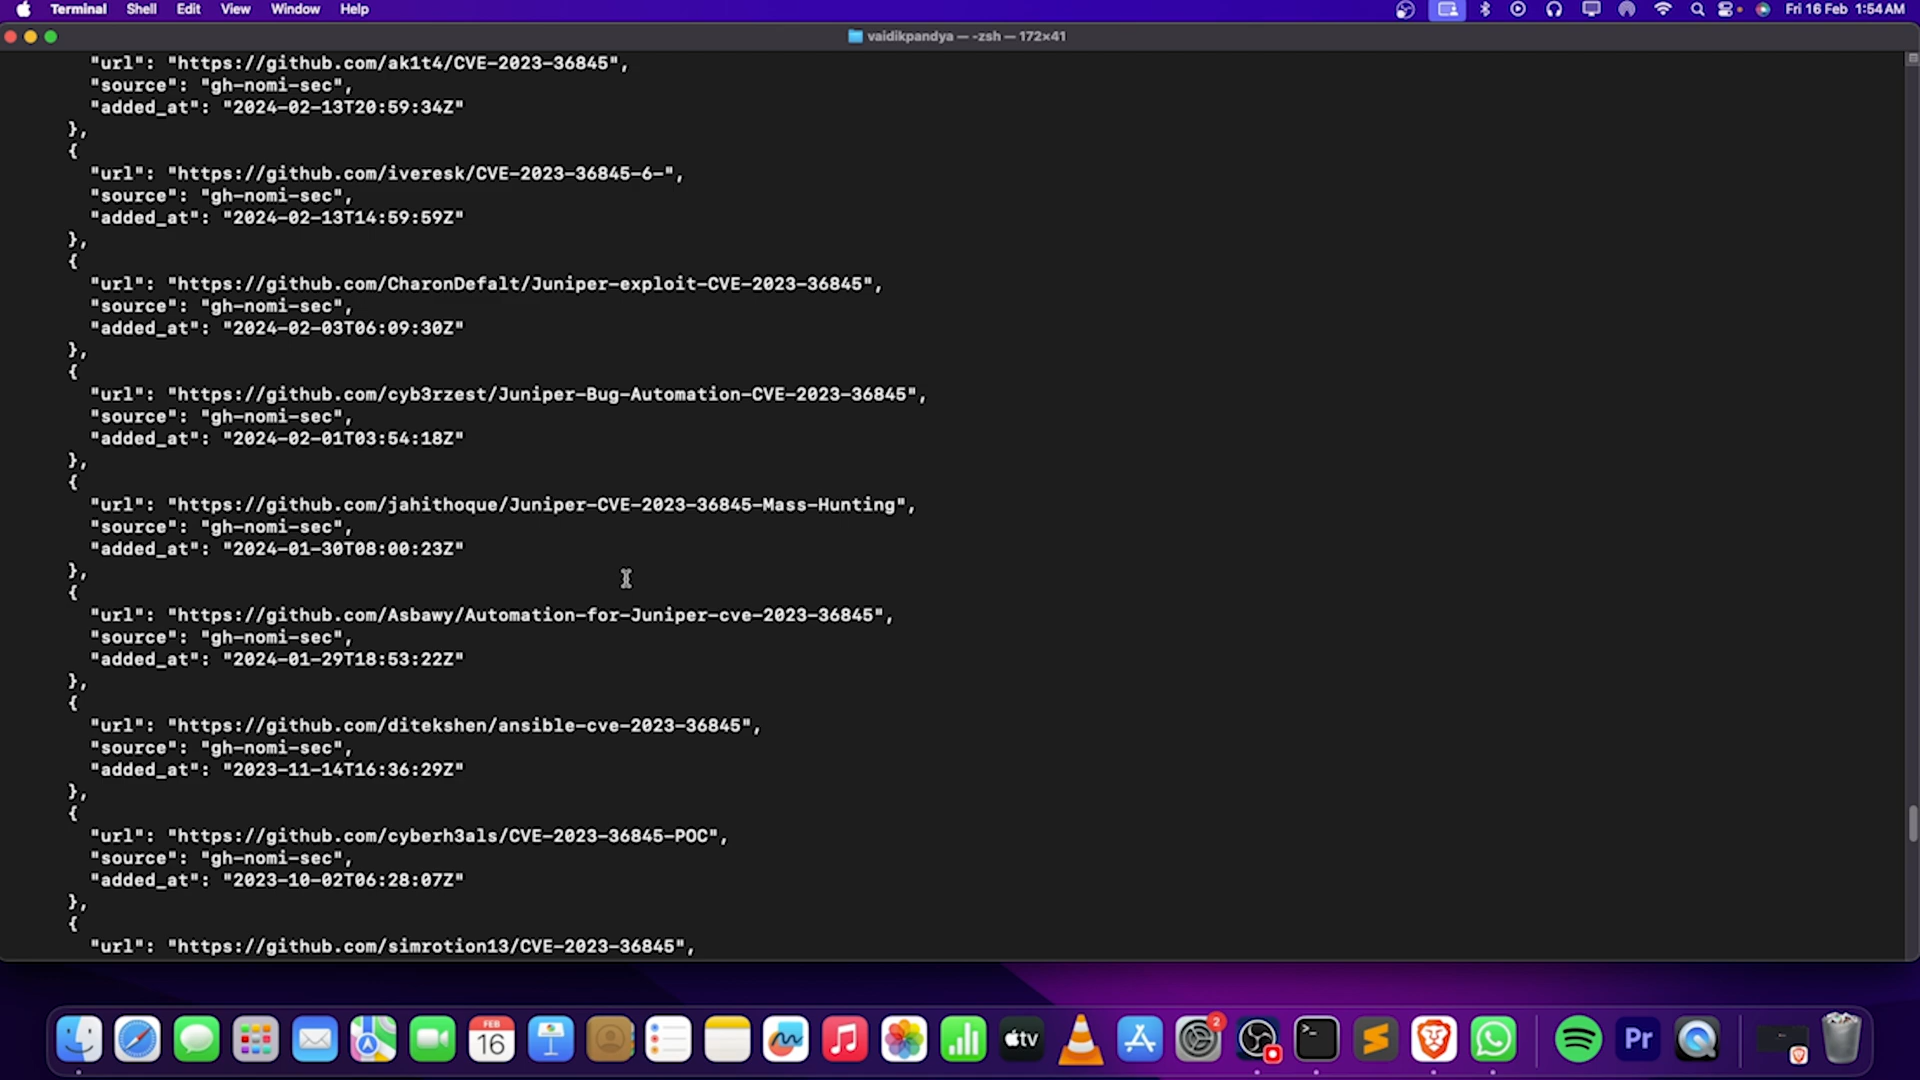 Terminal Shell Edit View Window Help Fri 16 Feb 1:54AM
vaidikpandya — -zsh — 172×41
"url": "https://github.com/ak1t4/CVE-2023-36845",
"source": "gh-nomi-sec",
"added_at": "2024-02-13T20:59:34Z"
},
{
"url": "https://github.com/iveresk/CVE-2023-36845-6-",
"source": "gh-nomi-sec",
"added_at": "2024-02-13T14:59:59Z"
},
{
"url": "https://github.com/CharonDefalt/Juniper-exploit-CVE-2023-36845",
"source": "gh-nomi-sec",
"added_at": "2024-02-03T06:09:30Z"
},
{
"url": "https://github.com/cyb3rzest/Juniper-Bug-Automation-CVE-2023-36845",
"source": "gh-nomi-sec",
"added_at": "2024-02-01T03:54:18Z"
},
{
"url": "https://github.com/jahithoque/Juniper-CVE-2023-36845-Mass-Hunting",
"source": "gh-nomi-sec",
"added_at": "2024-01-30T08:00:23Z"
},
{
"url": "https://github.com/Asbawy/Automation-for-Juniper-cve-2023-36845",
"source": "gh-nomi-sec",
"added_at": "2024-01-29T18:53:22Z"
},
{
"url": "https://github.com/ditekshen/ansible-cve-2023-36845",
"source": "gh-nomi-sec",
"added_at": "2023-11-14T16:36:29Z"
},
{
"url": "https://github.com/cyberh3als/CVE-2023-36845-POC",
"source": "gh-nomi-sec",
"added_at": "2023-10-02T06:28:07Z"
},
{
"url": "https://github.com/simrotion13/CVE-2023-36845",
FEB
16
tv
2
>_
Pr